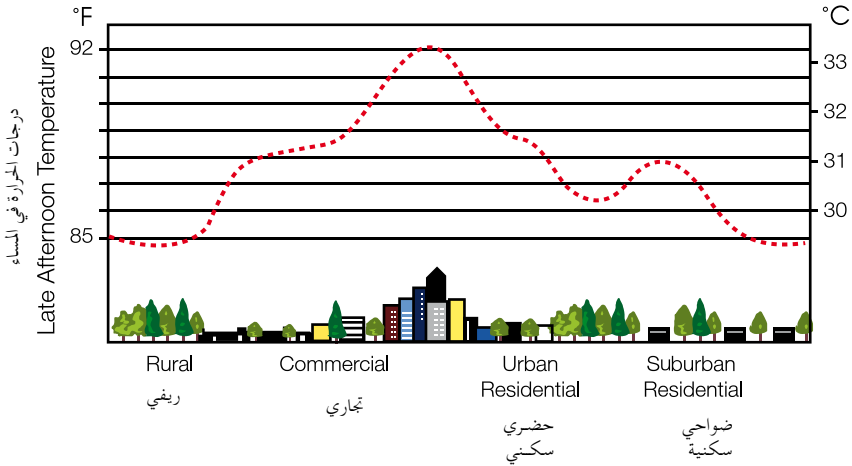 °F
°C
92
85
33
32
31
30
درجات الحرارة في المساء
Late Afternoon Temperature
Rural
ريفي
Commercial
تجاري
Urban
Residential
حضري
سكني
Suburban
Residential
ضواحي
سكنية